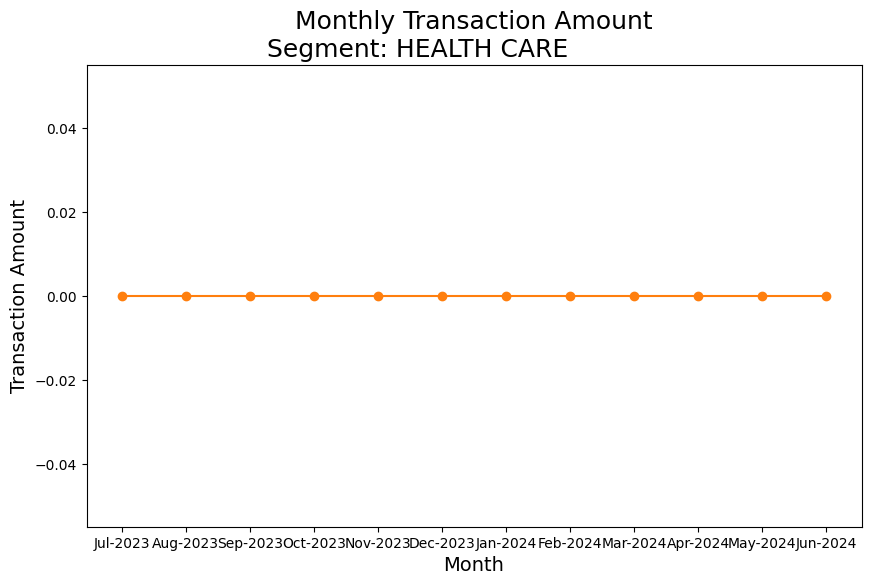 Monthly Transaction Amount
Segment: HEALTH CARE
Transaction Amount
0.04
0.02
0.00
−0.02
−0.04
Jul-2023 Aug-2023 Sep-2023 Oct-2023 Nov-2023 Dec-2023 Jan-2024 Feb-2024 Mar-2024 Apr-2024 May-2024 Jun-2024
Month